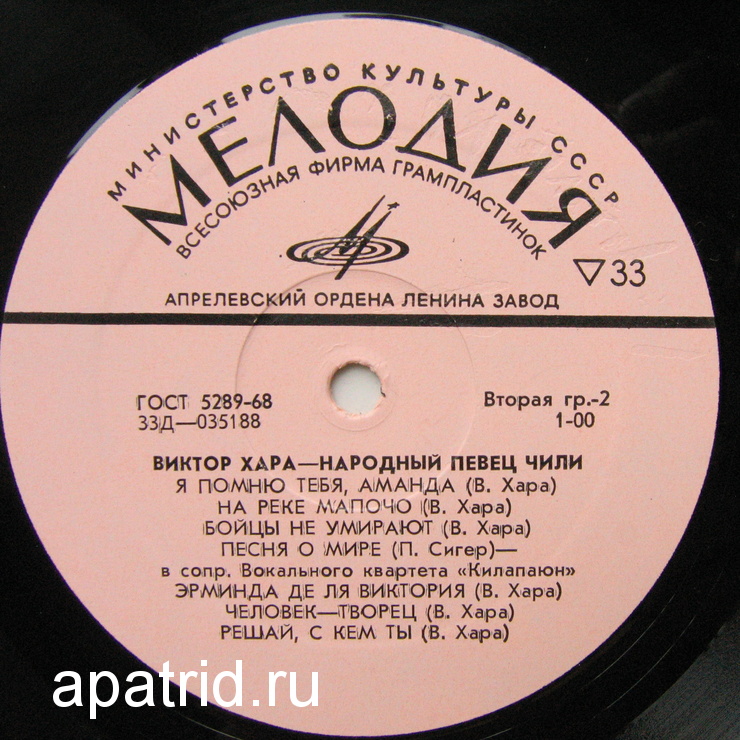 МИНИСТЕРСТВО КУЛЬТУРЫ СССР
МЕЛОДИЯ
ВСЕСОЮЗНАЯ ФИРМА ГРАМПЛАСТИНОК
▽33
АПРЕЛЕВСКИЙ ОРДЕНА ЛЕНИНА ЗАВОД
ГОСТ 5289-68
Вторая гр.-2
33Д—035188
1-00
ВИКТОР ХАРА—НАРОДНЫЙ ПЕВЕЦ ЧИЛИ
Я ПОМНЮ ТЕБЯ, АМАНДА (В. Хара)
НА РЕКЕ МАПОЧО (В. Хара)
БОЙЦЫ НЕ УМИРАЮТ (В. Хара)
ПЕСНЯ О МИРЕ (П. Сигер)—
в сопр. Вокального квартета «Килапаюн»
ЭРМИНДА ДЕ ЛЯ ВИКТОРИЯ (В. Хара)
ЧЕЛОВЕК—ТВОРЕЦ (В. Хара)
РЕШАЙ, С КЕМ ТЫ (В. Хара)
apatrid.ru